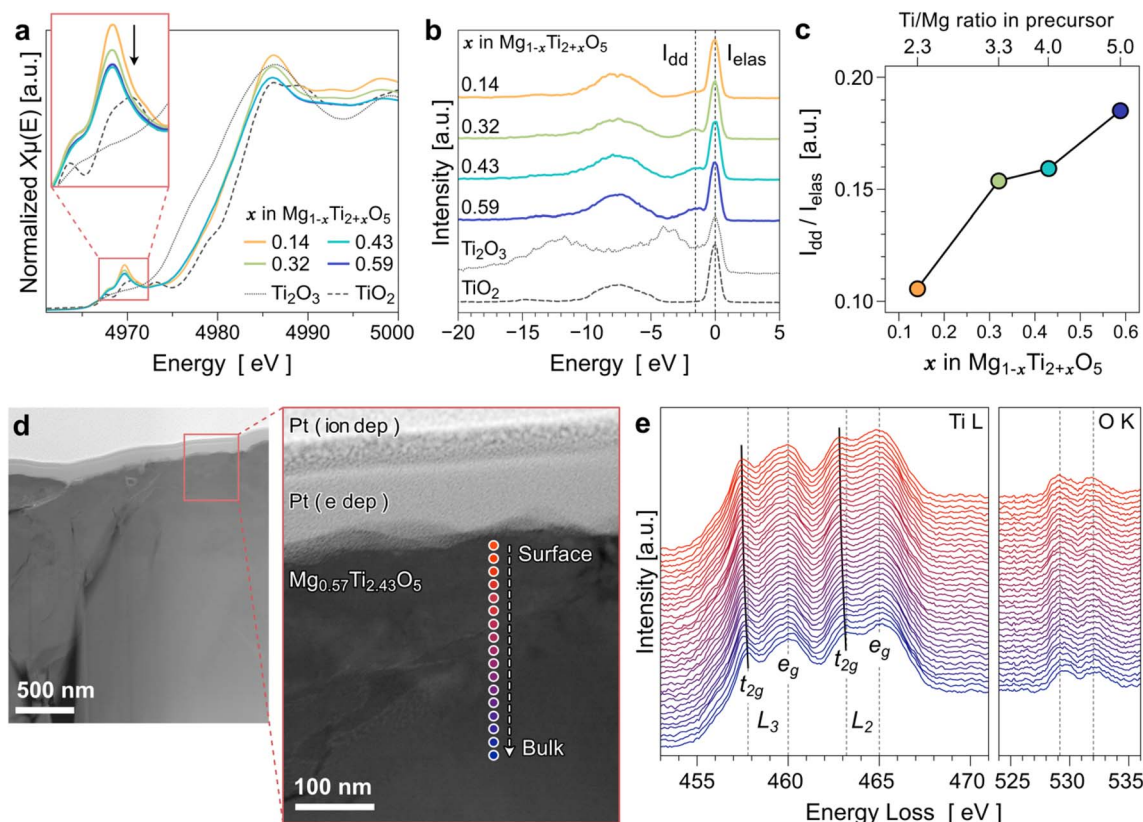 a
Normalized Xμ(E) [a.u.]
x in Mg1-xTi2+xO5
0.14
0.43
0.32
0.59
Ti2O3
TiO2
4970
4980
4990
5000
Energy [ eV ]
b
x in Mg1-xTi2+xO5
Idd
Ielas
0.14
0.32
0.43
0.59
Ti2O3
TiO2
Intensity [a.u.]
-20
-15
-10
-5
0
5
Energy [ eV ]
c
Ti/Mg ratio in precursor
2.3
3.3
4.0
5.0
0.20
0.15
0.10
Idd / Ielas [a.u.]
0.1
0.2
0.3
0.4
0.5
0.6
x in Mg1-xTi2+xO5
d
500 nm
Pt ( ion dep )
Pt ( e dep )
Surface
Mg0.57Ti2.43O5
Bulk
100 nm
e
Ti L
O K
Intensity [a.u.]
t2g
eg
t2g
eg
L3
L2
455
460
465
470
525
530
535
Energy Loss [ eV ]